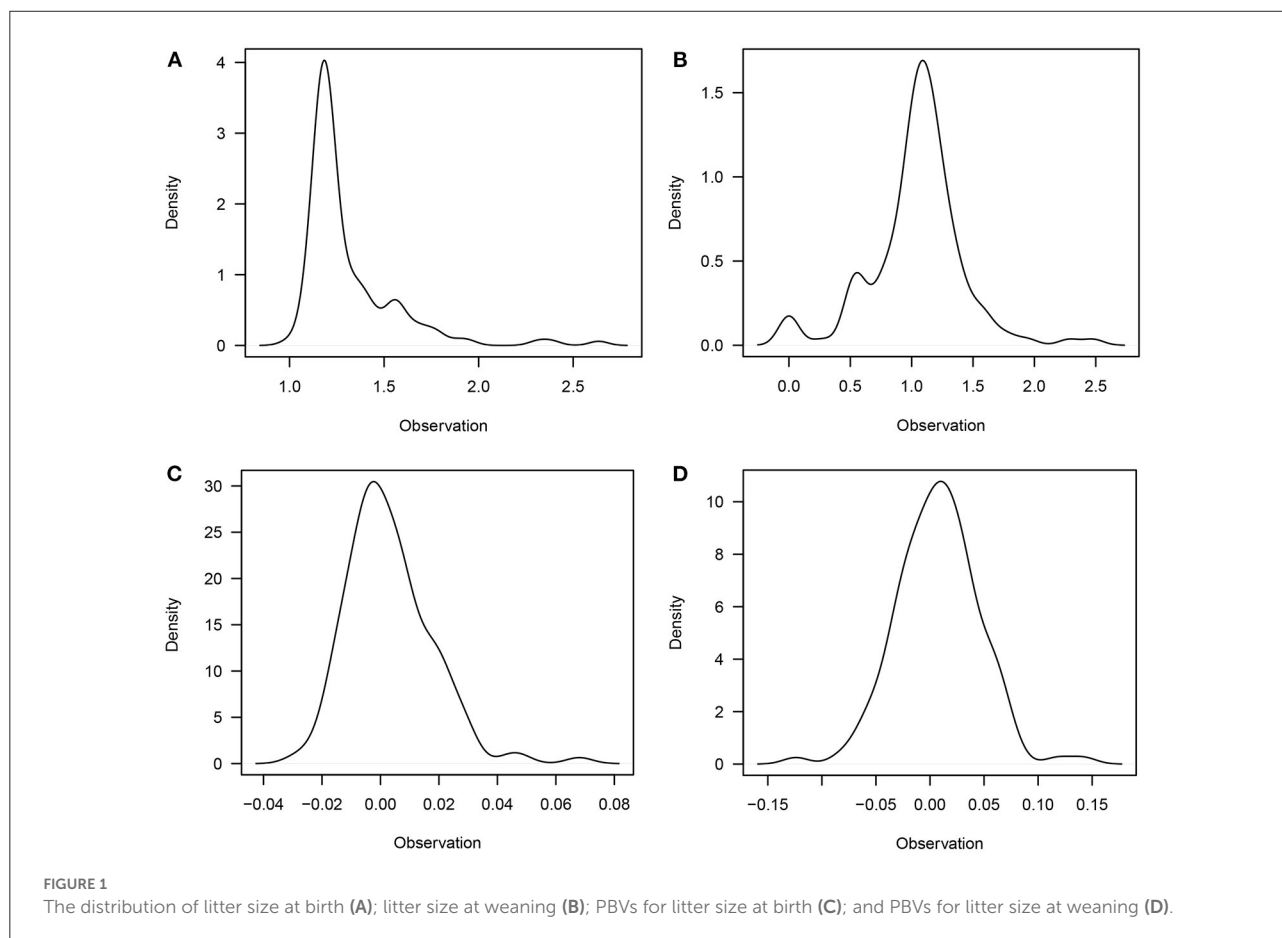 A
4
3
2
1
0
Density
1.0 1.5 2.0 2.5
Observation
B
1.5
1.0
0.5
0.0
Density
0.0 0.5 1.0 1.5 2.0 2.5
Observation
C
30
25
20
15
10
5
0
Density
−0.04 −0.02 0.00 0.02 0.04 0.06 0.08
Observation
D
10
8
6
4
2
0
Density
−0.15 −0.05 0.00 0.05 0.10 0.15
Observation
FIGURE 1
The distribution of litter size at birth (A); litter size at weaning (B); PBVs for litter size at birth (C); and PBVs for litter size at weaning (D).